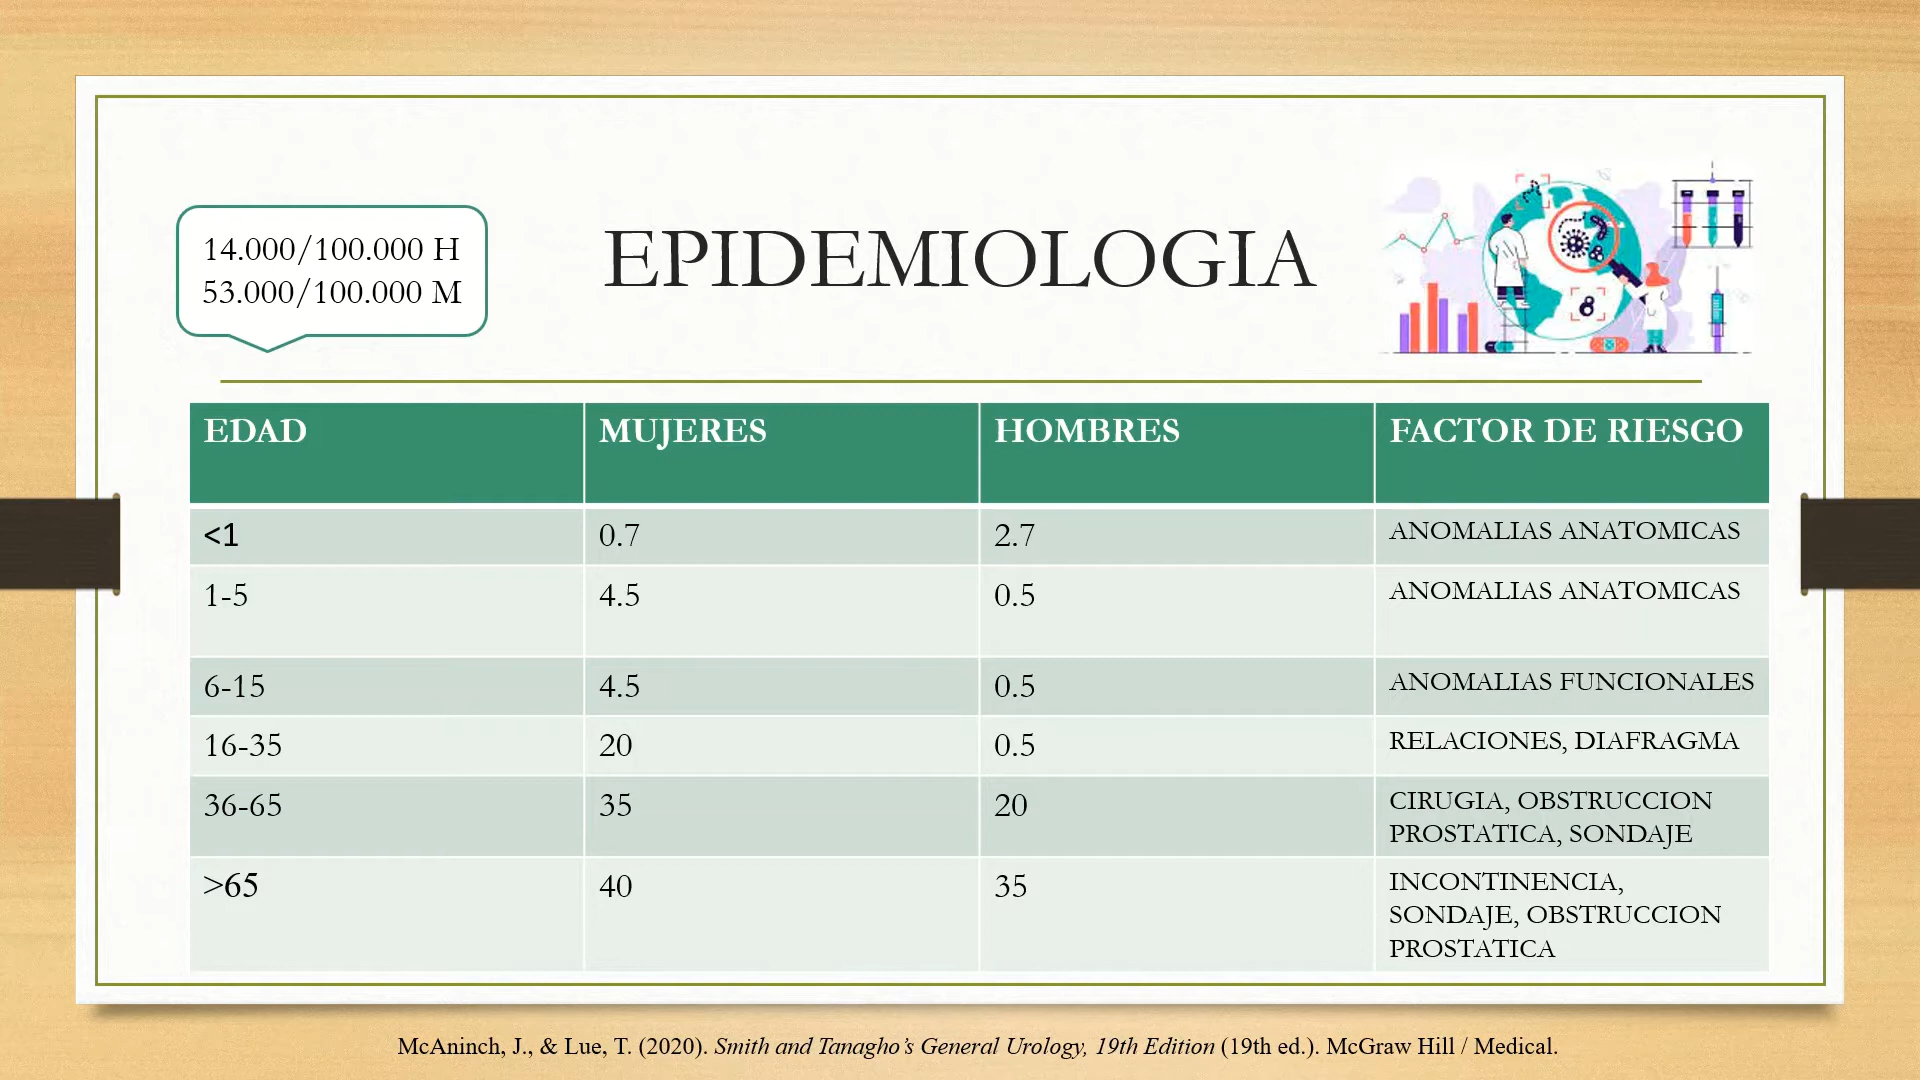 14.000/100.000 H
53.000/100.000 M
EPIDEMIOLOGIA
EDAD MUJERES HOMBRES FACTOR DE RIESGO
<1 0.7 2.7 ANOMALIAS ANATOMICAS
1-5 4.5 0.5 ANOMALIAS ANATOMICAS
6-15 4.5 0.5 ANOMALIAS FUNCIONALES
16-35 20 0.5 RELACIONES, DIAFRAGMA
36-65 35 20 CIRUGIA, OBSTRUCCION
PROSTATICA, SONDAJE
>65 40 35 INCONTINENCIA,
SONDAJE, OBSTRUCCION
PROSTATICA
McAninch, J., & Lue, T. (2020). Smith and Tanagho’s General Urology, 19th Edition (19th ed.). McGraw Hill / Medical.